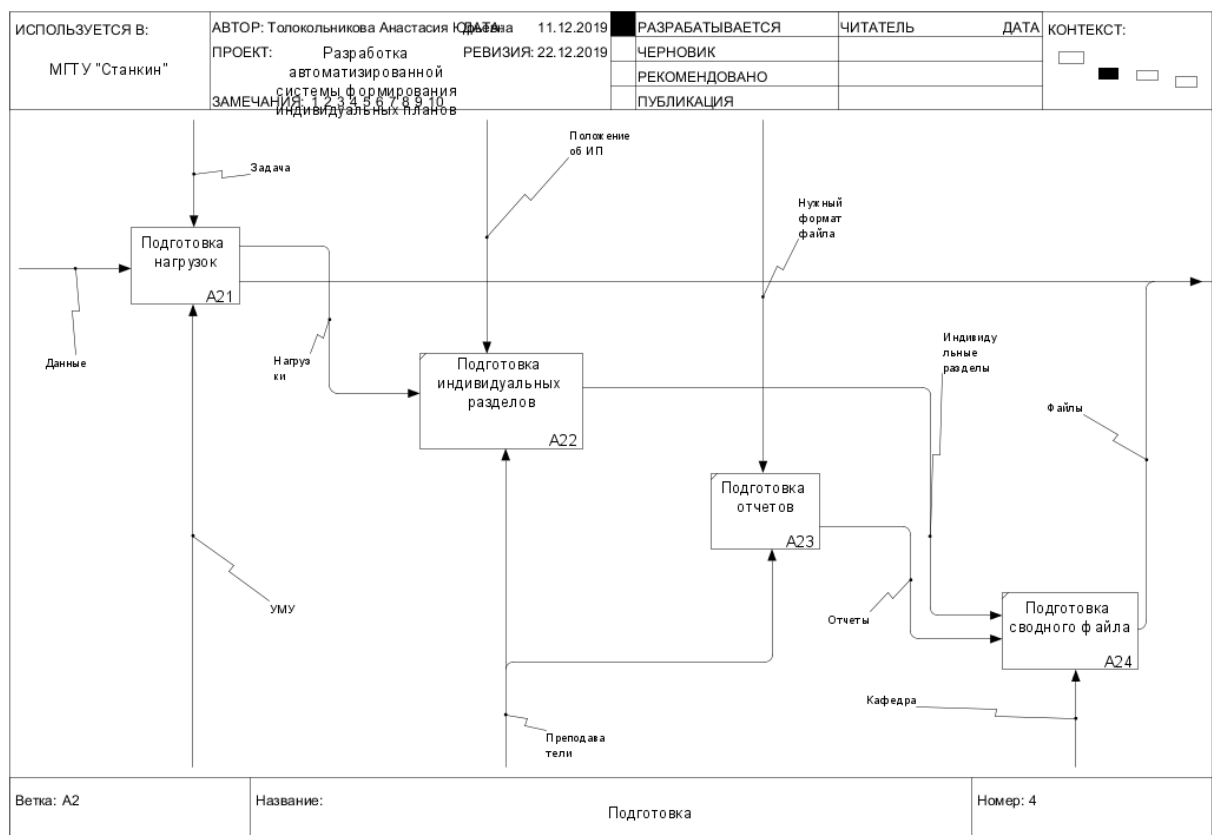 ИСПОЛЬЗУЕТСЯ В:
МГТУ "Станкин"
АВТОР: Толокольникова Анастасия Юрьевна
ДАТА: 11.12.2019
ПРОЕКТ: Разработка
автоматизированной
системы формирования
индивидуальных планов
РЕВИЗИЯ: 22.12.2019
ЗАМЕЧАНИЯ: 1 2 3 4 5 6 7 8 9 10
РАЗРАБАТЫВАЕТСЯ
ЧЕРНОВИК
РЕКОМЕНДОВАНО
ПУБЛИКАЦИЯ
ЧИТАТЕЛЬ
ДАТА
КОНТЕКСТ:
Положение
об ИП
Задача
Нужный
формат
файла
Подготовка
нагрузок
A21
Данные
Нагруз
ки
Подготовка
индивидуальных
разделов
A22
Индивиду
льные
разделы
Файлы
Подготовка
отчетов
A23
УМУ
Отчеты
Подготовка
сводного файла
A24
Кафедра
Преподава
тели
Ветка: A2
Название:
Подготовка
Номер: 4